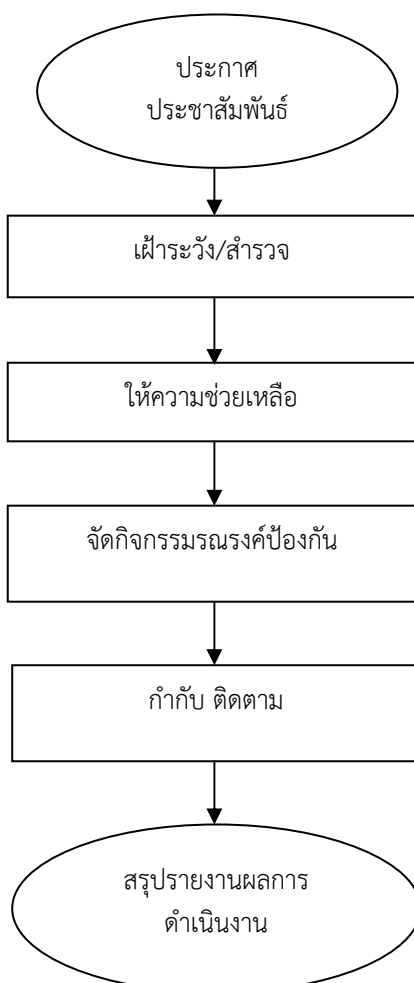 ประกาศ
ประชาสัมพันธ์
เฝ้าระวัง/สำรวจ
ให้ความช่วยเหลือ
จัดกิจกรรมรณรงค์ป้องกัน
กำกับ ติดตาม
สรุปรายงานผลการ
ดำเนินงาน